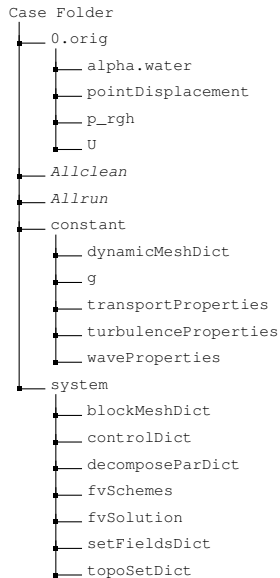 Case Folder
0.orig
alpha.water
pointDisplacement
p_rgh
U
Allclean
Allrun
constant
dynamicMeshDict
g
transportProperties
turbulenceProperties
waveProperties
system
blockMeshDict
controlDict
decomposeParDict
fvSchemes
fvSolution
setFieldsDict
topoSetDict